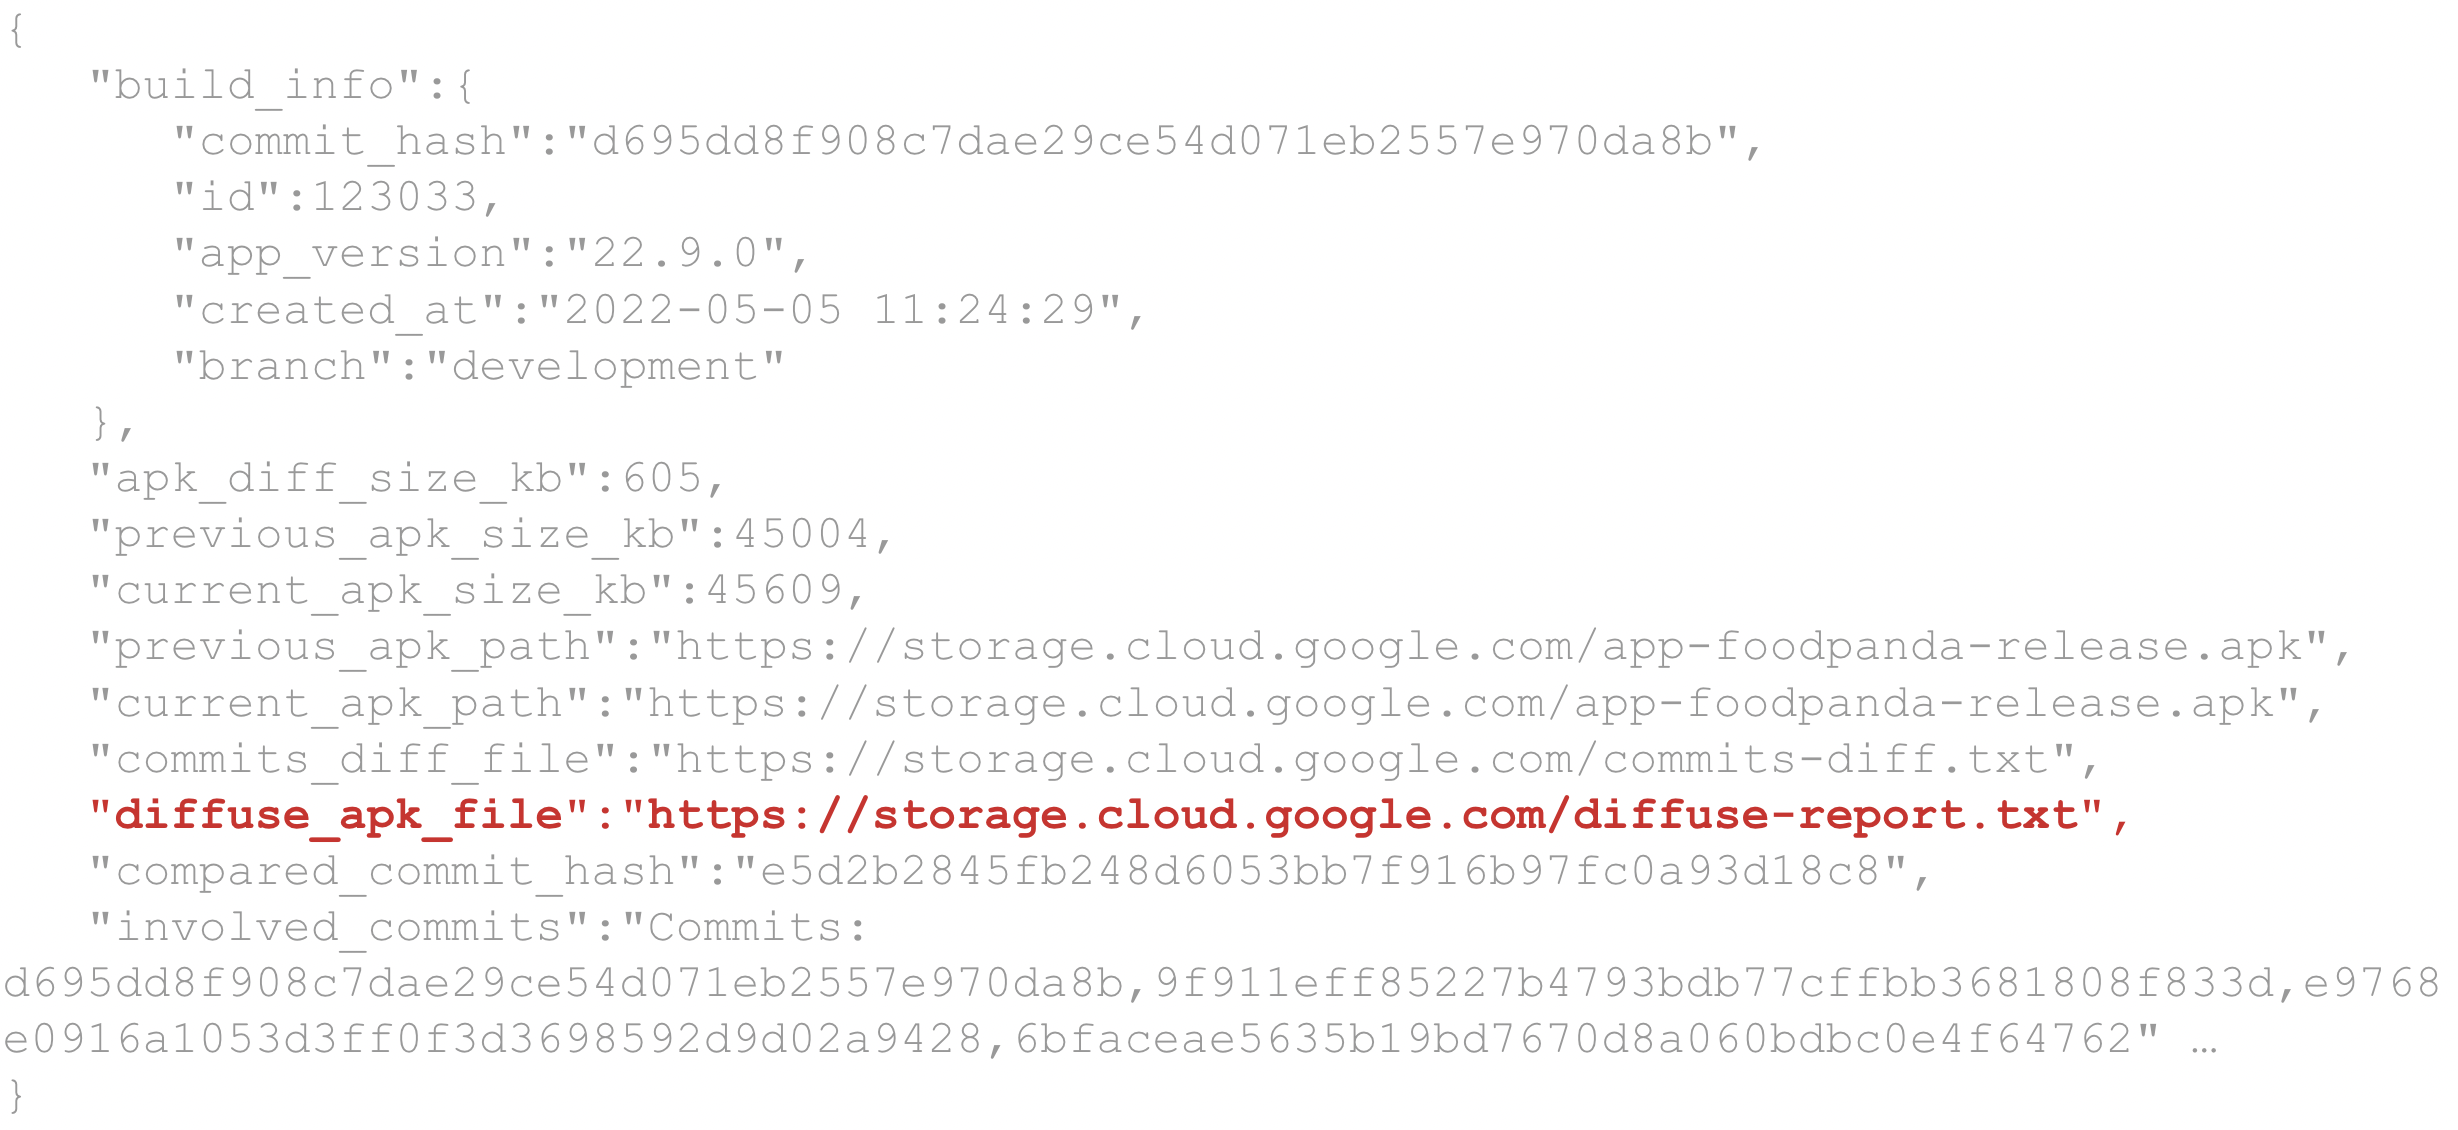 {
   "build_info":{
      "commit_hash":"d695dd8f908c7dae29ce54d071eb2557e970da8b",
      "id":123033,
      "app_version":"22.9.0",
      "created_at":"2022-05-05 11:24:29",
      "branch":"development"
   },
   "apk_diff_size_kb":605,
   "previous_apk_size_kb":45004,
   "current_apk_size_kb":45609,
   "previous_apk_path":"https://storage.cloud.google.com/app-foodpanda-release.apk",
   "current_apk_path":"https://storage.cloud.google.com/app-foodpanda-release.apk",
   "commits_diff_file":"https://storage.cloud.google.com/commits-diff.txt",
   "diffuse_apk_file":"https://storage.cloud.google.com/diffuse-report.txt",
   "compared_commit_hash":"e5d2b2845fb248d6053bb7f916b97fc0a93d18c8",
   "involved_commits":"Commits:
d695dd8f908c7dae29ce54d071eb2557e970da8b,9f911eff85227b4793bdb77cffbb3681808f833d,e9768
e0916a1053d3ff0f3d3698592d9d02a9428,6bfaceae5635b19bd7670d8a060bdbc0e4f64762" …
}